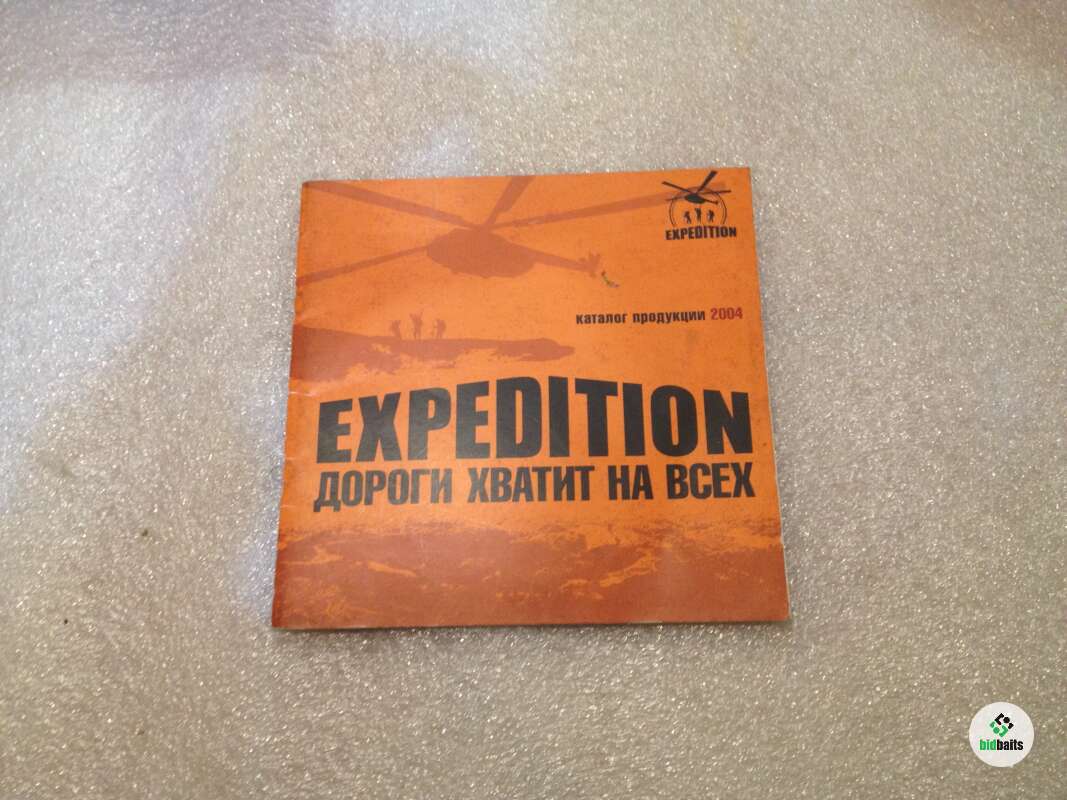 EXPEDITION
каталог продукции 2004
EXPEDITION
ДОРОГИ ХВАТИТ НА ВСЕХ
bidbaits